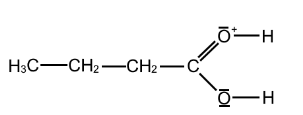 O⁺ H
H₃C CH₂ CH₂ C
O H